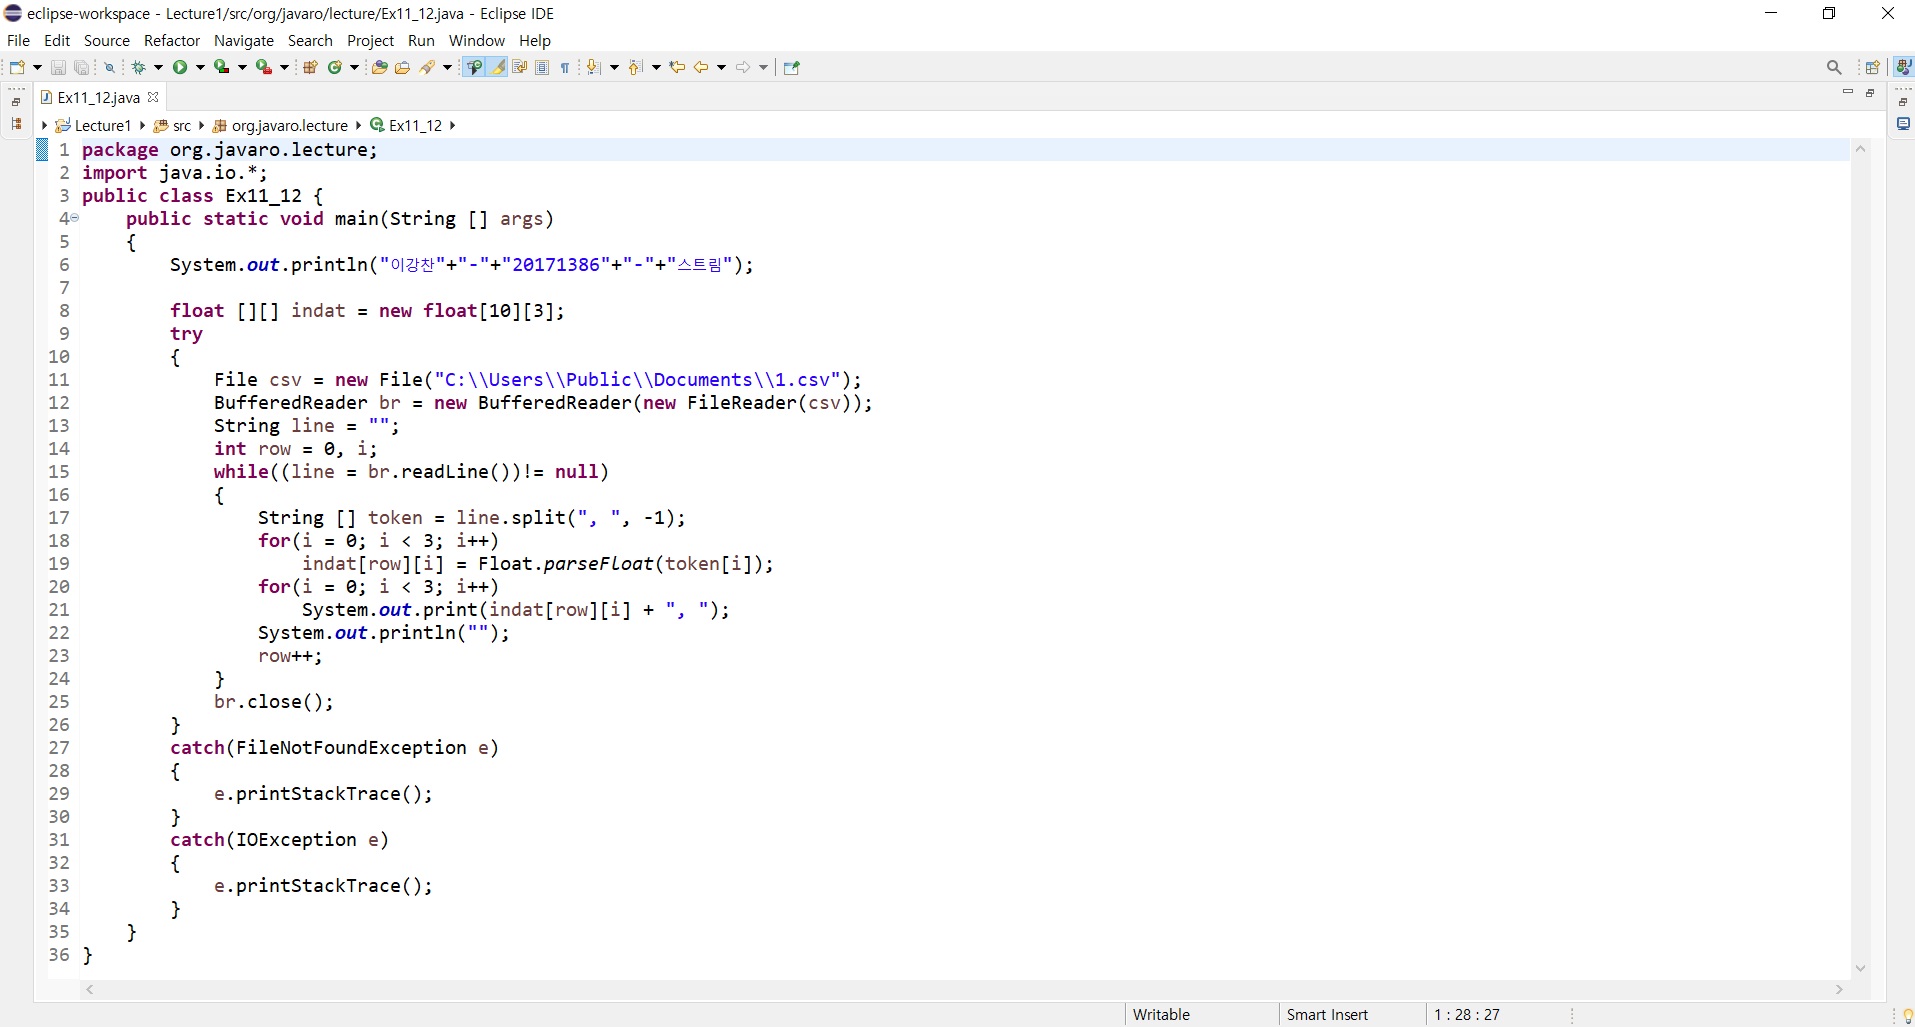 eclipse-workspace - Lecture1/src/org/javaro/lecture/Ex11_12.java - Eclipse IDE
File Edit Source Refactor Navigate Search Project Run Window Help
Ex11_12.java
Lecture1 src org.javaro.lecture Ex11_12
1 package org.javaro.lecture;
2 import java.io.*;
3 public class Ex11_12 {
4 public static void main(String [] args)
5 {
6 System.out.println("이강찬"+"-"+"20171386"+"-"+"스트림");
7
8 float [][] indat = new float[10][3];
9 try
10 {
11 File csv = new File("C:\\Users\\Public\\Documents\\1.csv");
12 BufferedReader br = new BufferedReader(new FileReader(csv));
13 String line = "";
14 int row = 0, i;
15 while((line = br.readLine())!= null)
16 {
17 String [] token = line.split(", ", -1);
18 for(i = 0; i < 3; i++)
19 indat[row][i] = Float.parseFloat(token[i]);
20 for(i = 0; i < 3; i++)
21 System.out.print(indat[row][i] + ", ");
22 System.out.println("");
23 row++;
24 }
25 br.close();
26 }
27 catch(FileNotFoundException e)
28 {
29 e.printStackTrace();
30 }
31 catch(IOException e)
32 {
33 e.printStackTrace();
34 }
35 }
36 }
Writable Smart Insert 1 : 28 : 27